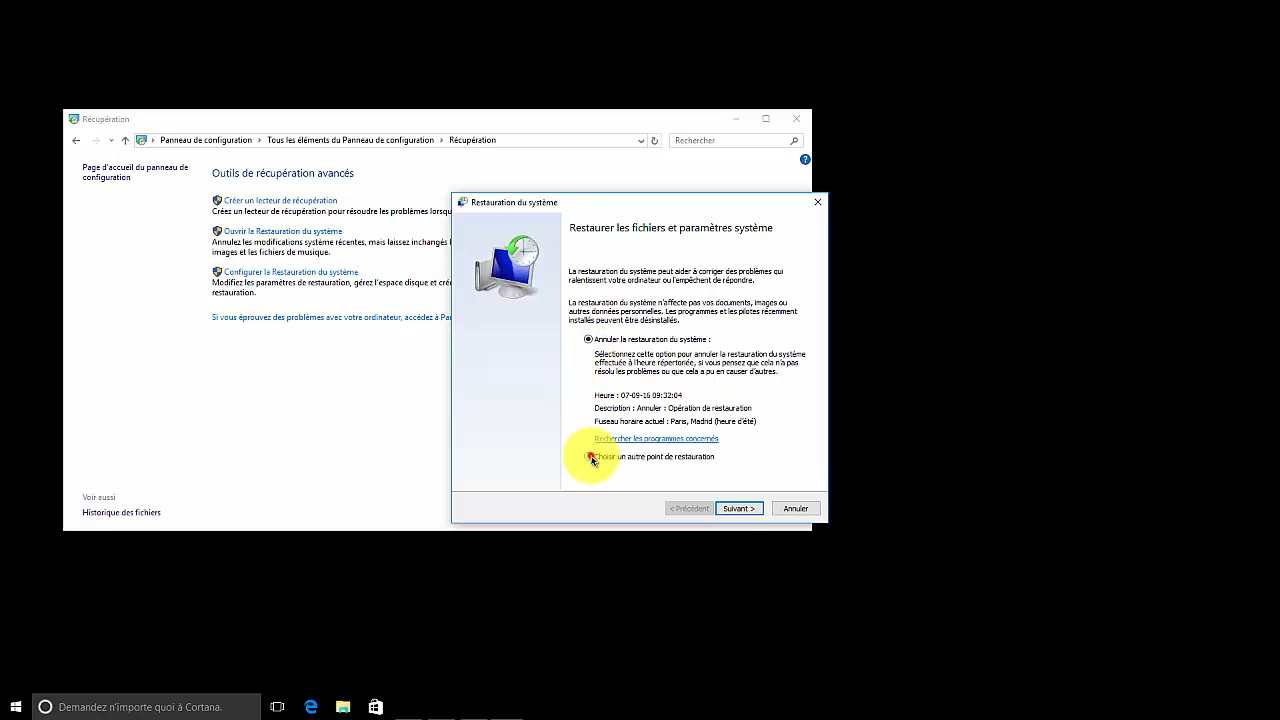 Récupération
Panneau de configuration > Tous les éléments du Panneau de configuration > Récupération
Rechercher
Page d'accueil du panneau de
configuration
Outils de récupération avancés
Créer un lecteur de récupération
Créez un lecteur de récupération pour résoudre les problèmes lorsqu
Ouvrir la Restauration du système
Annulez les modifications système récentes, mais laissez inchangés l
images et les fichiers de musique.
Configurer la Restauration du système
Modifiez les paramètres de restauration, gérez l'espace disque et cré
restauration.
Si vous éprouvez des problèmes avec votre ordinateur, accédez à Par
Voir aussi
Historique des fichiers
Restauration du système
Restaurer les fichiers et paramètres système
La restauration du système peut aider à corriger des problèmes qui
ralentissent votre ordinateur ou l'empêchent de répondre.
La restauration du système n'affecte pas vos documents, images ou
autres données personnelles. Les programmes et les pilotes récemment
installés peuvent être désinstallés.
Annuler la restauration du système :
Sélectionnez cette option pour annuler la restauration du système
effectuée à l'heure répertoriée, si vous pensez que cela n'a pas
résolu les problèmes ou que cela a pu en causer d'autres.
Heure : 07-09-16 09:32:04
Description : Annuler : Opération de restauration
Fuseau horaire actuel : Paris, Madrid (heure d'été)
Rechercher les programmes concernés
Choisir un autre point de restauration
< Précédent
Suivant >
Annuler
Demandez n'importe quoi à Cortana.